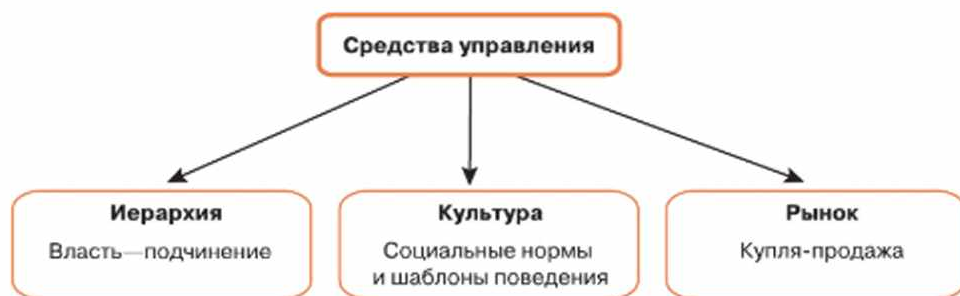 Средства управления
Иерархия
Власть—подчинение
Культура
Социальные нормы
и шаблоны поведения
Рынок
Купля-продажа